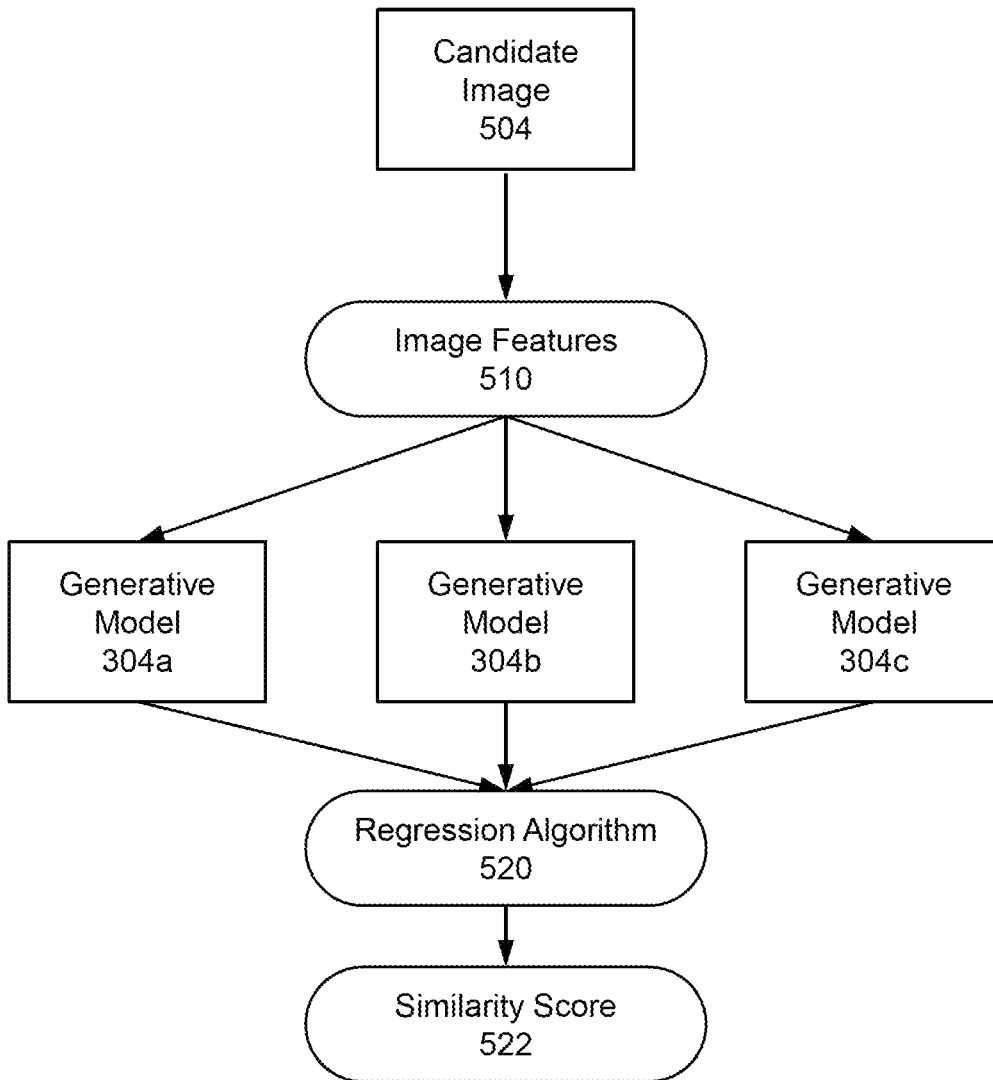 Candidate
Image
504
Image Features
510
Generative
Model
304a
Generative
Model
304b
Generative
Model
304c
Regression Algorithm
520
Similarity Score
522